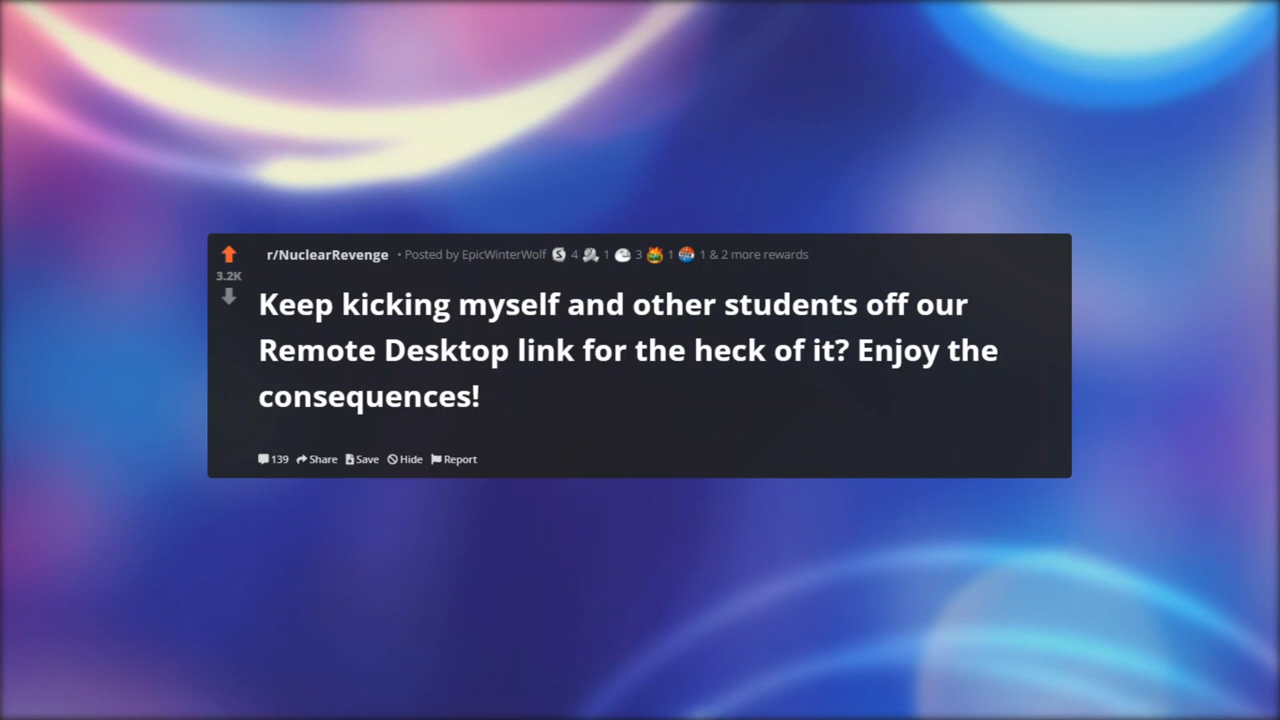 r/NuclearRevenge • Posted by EpicWinterWolf 4 1 3 1 1 & 2 more rewards
3.2K
Keep kicking myself and other students off our
Remote Desktop link for the heck of it? Enjoy the
consequences!
139 Share Save Hide Report